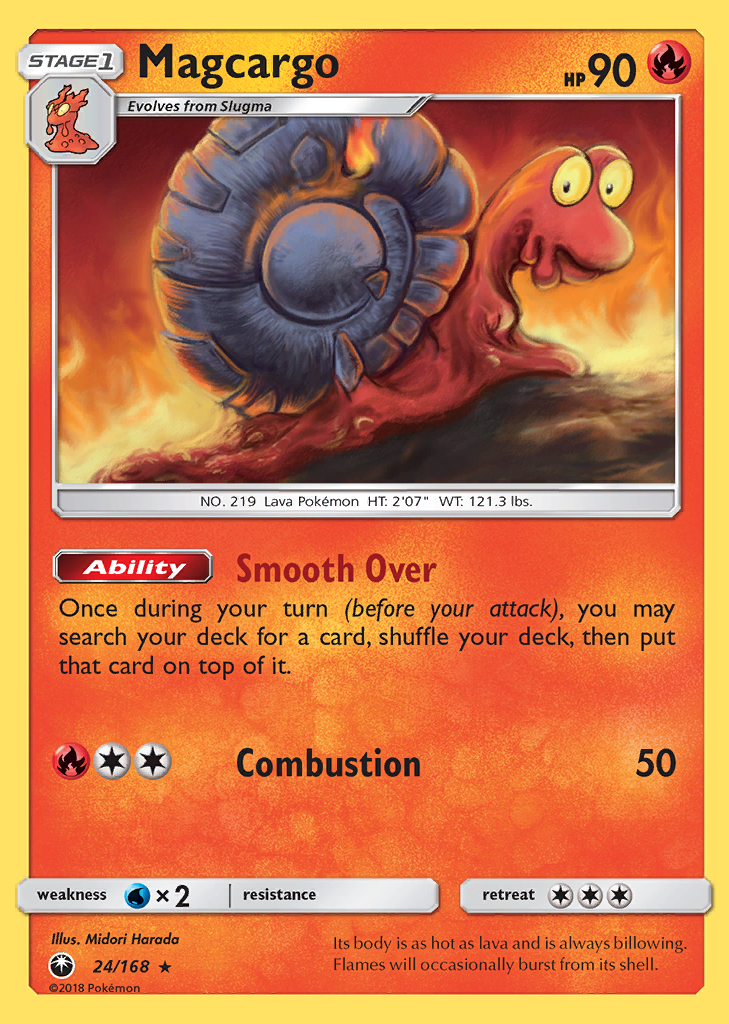 STAGE1
Magcargo
HP90
Evolves from Slugma
NO. 219 Lava Pokémon HT: 2'07" WT: 121.3 lbs.
Ability
Smooth Over
Once during your turn (before your attack), you may
search your deck for a card, shuffle your deck, then put
that card on top of it.
Combustion 50
weakness ×2 resistance retreat
Illus. Midori Harada
24/168 ★
©2018 Pokémon
Its body is as hot as lava and is always billowing.
Flames will occasionally burst from its shell.